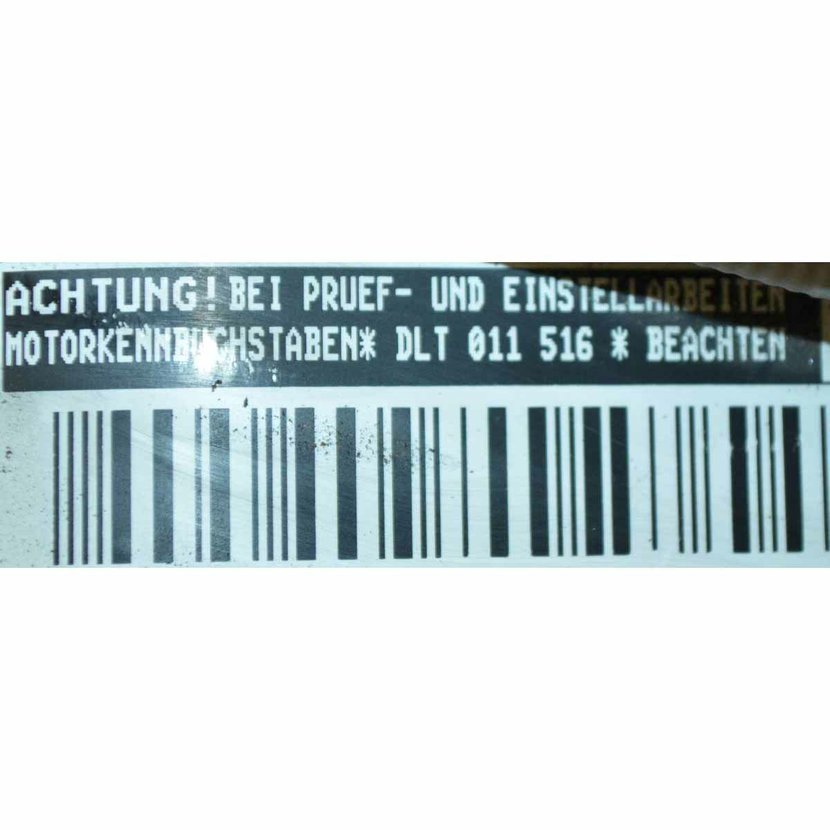 ACHTUNG! BEI PRUEF- UND EINSTELLARBEITEN
MOTORKENNBUCHSTABEN* DLT 011 516 * BEACHTEN